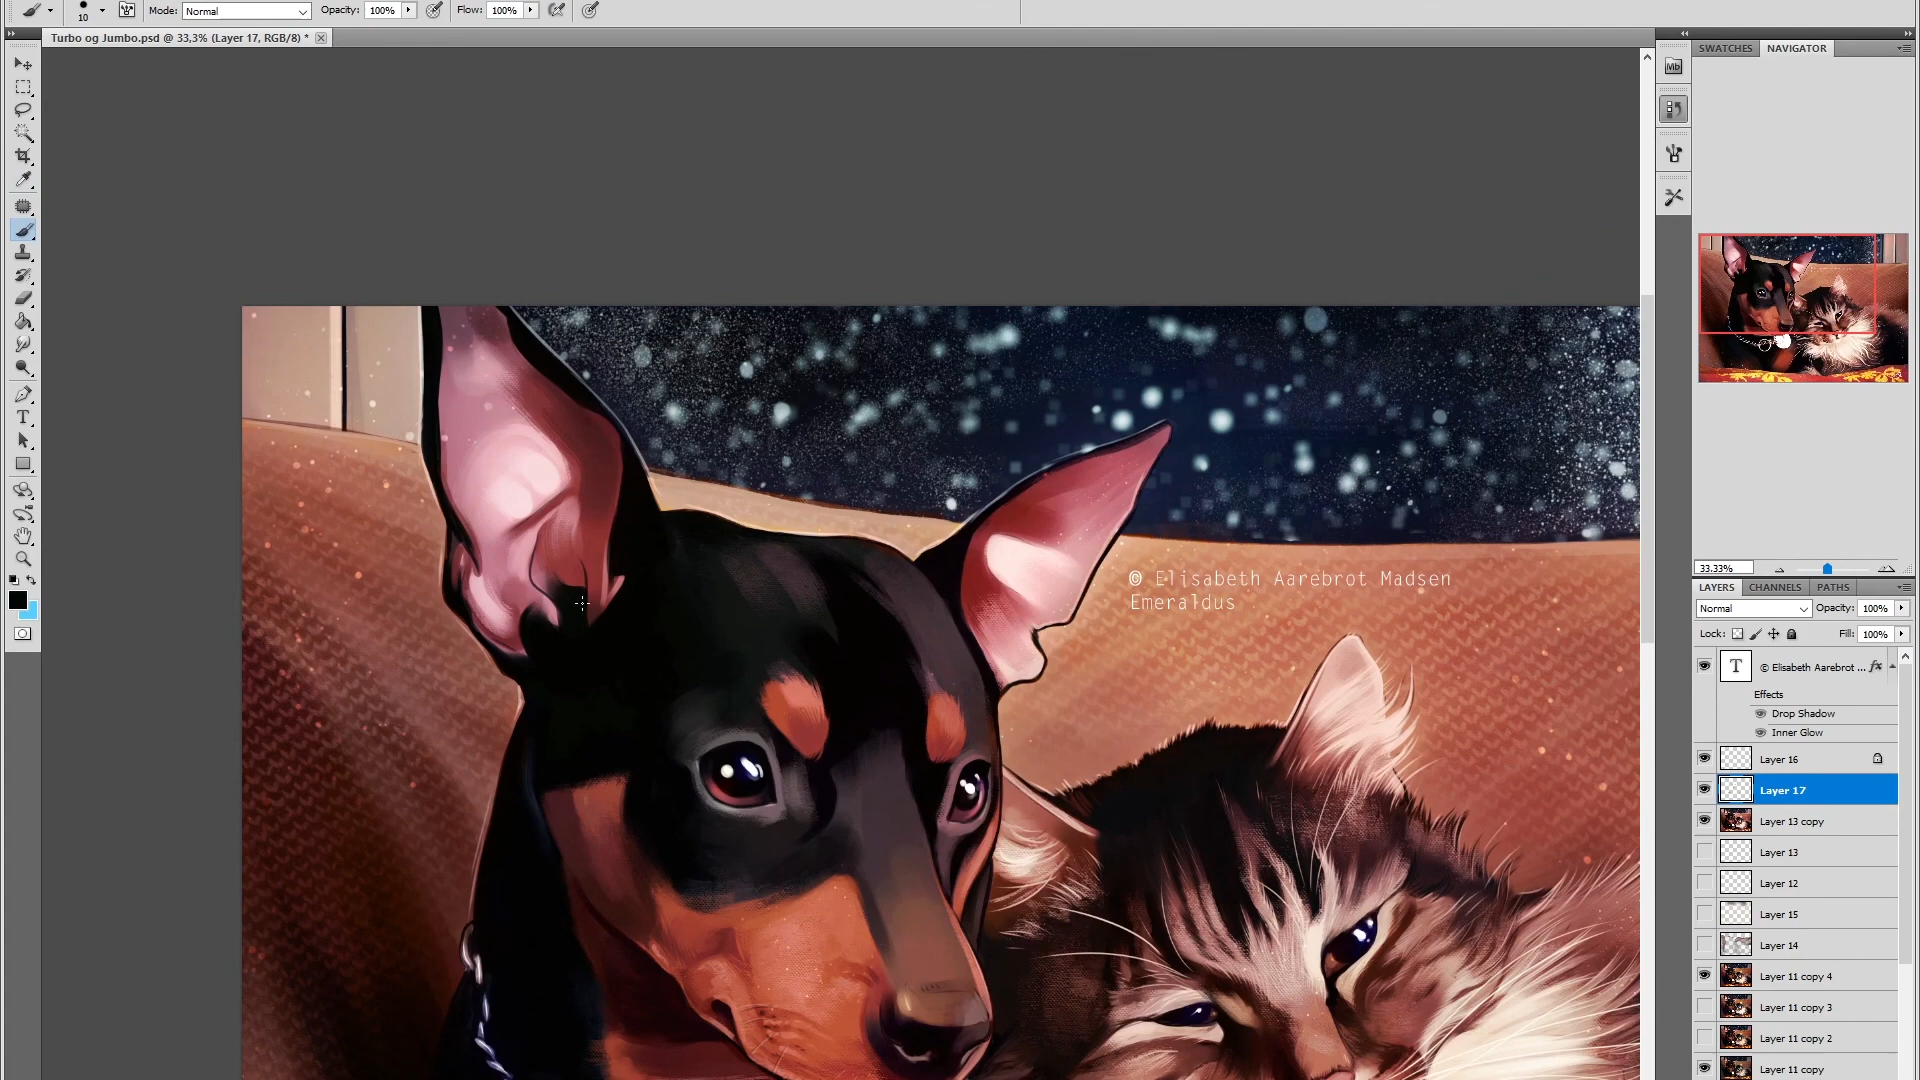 10
Mode:
Normal
Opacity: 100%
Flow: 100%
Turbo og Jumbo.psd @ 33,3% (Layer 17, RGB/8) *
SWATCHES
NAVIGATOR
Mb
T
33.33%
LAYERS
CHANNELS
PATHS
Normal
Opacity: 100%
Lock:
Fill: 100%
T
© Elisabeth Aarebrot ...
fx
Effects
Drop Shadow
Inner Glow
Layer 16
Layer 17
Layer 13 copy
Layer 13
Layer 12
Layer 15
Layer 14
Layer 11 copy 4
Layer 11 copy 3
Layer 11 copy 2
Layer 11 copy
© Elisabeth Aarebrot Madsen
Emeraldus